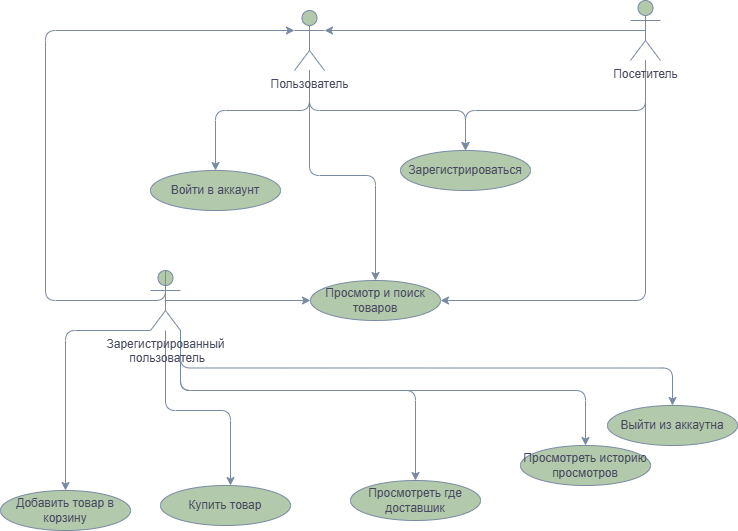 Пользователь
Посетитель
Войти в аккаунт
Зарегистрироваться
Просмотр и поиск
товаров
Зарегистрированный
пользователь
Выйти из аккаутна
Просмотреть историю
просмотров
Добавить товар в
корзину
Купить товар
Просмотреть где
доставшик